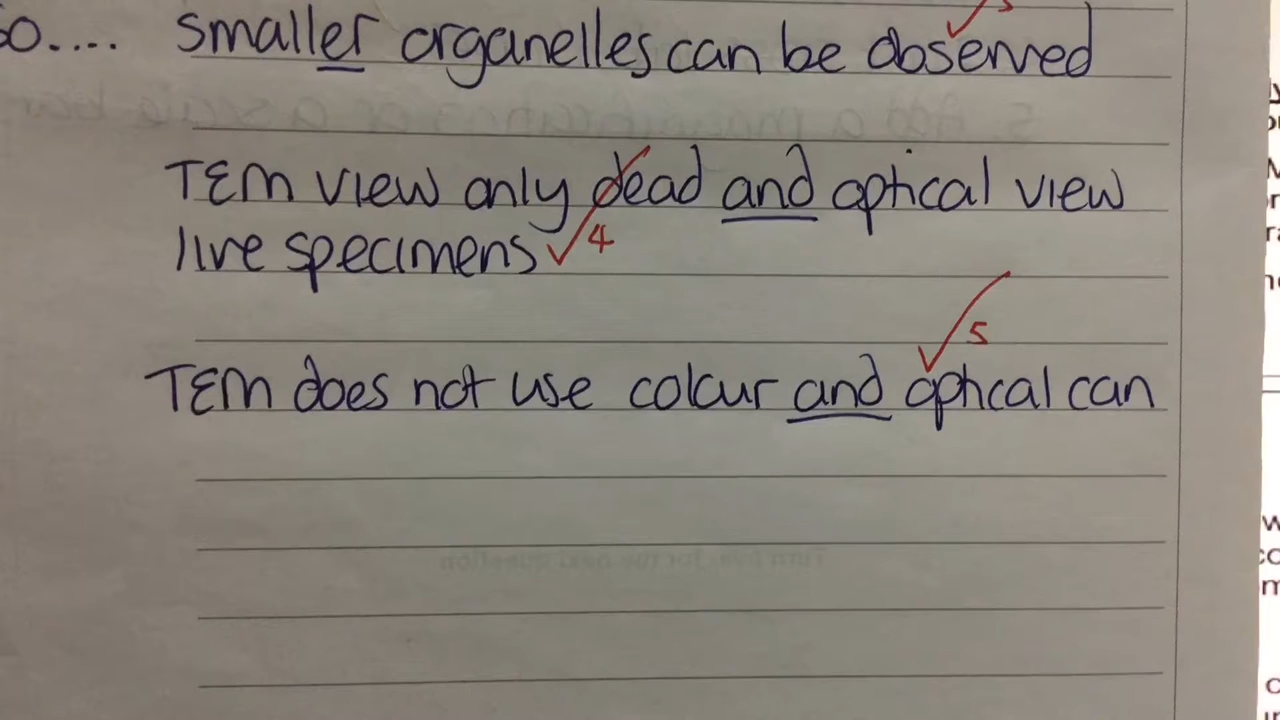 so.... smaller organelles can be observed
TEM view only dead and optical view
live specimens 4
5
TEM does not use colour and optical can